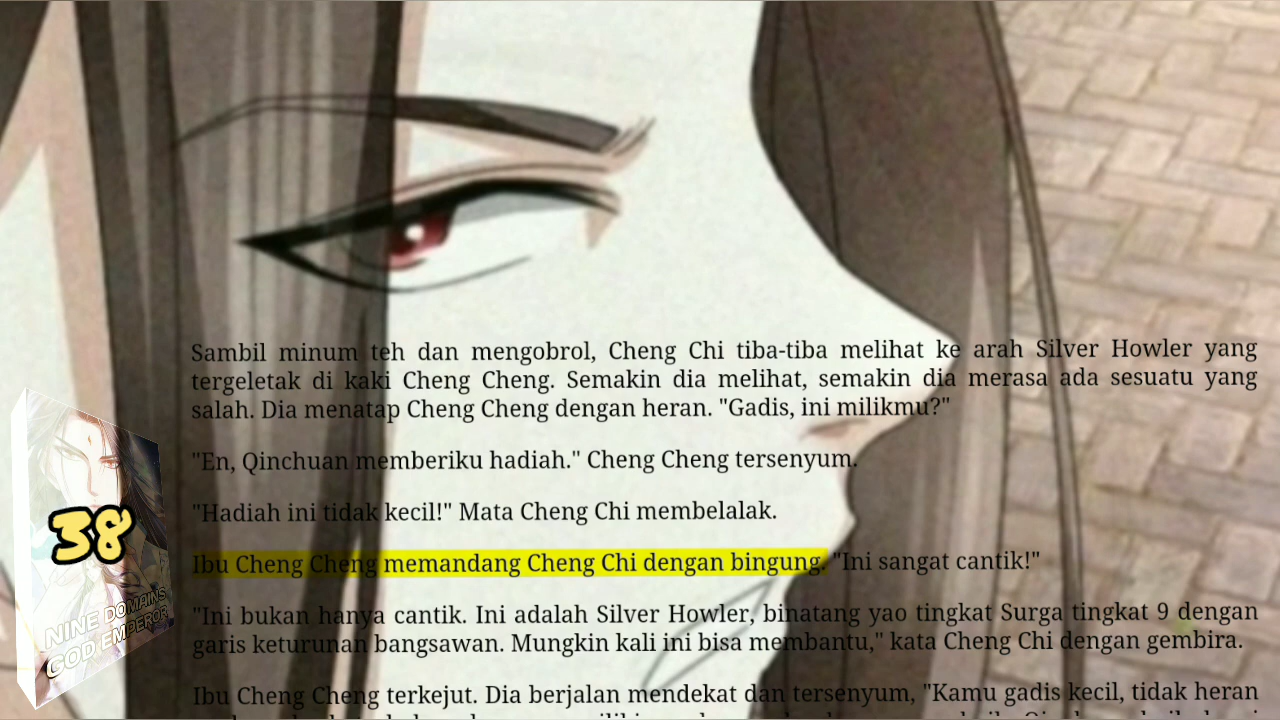 Sambil minum teh dan mengobrol, Cheng Chi tiba-tiba melihat ke arah Silver Howler yang
tergeletak di kaki Cheng Cheng. Semakin dia melihat, semakin dia merasa ada sesuatu yang
salah. Dia menatap Cheng Cheng dengan heran. "Gadis, ini milikmu?"
"En, Qinchuan memberiku hadiah." Cheng Cheng tersenyum.
"Hadiah ini tidak kecil!" Mata Cheng Chi membelalak.
Ibu Cheng Cheng memandang Cheng Chi dengan bingung. "Ini sangat cantik!"
"Ini bukan hanya cantik. Ini adalah Silver Howler, binatang yao tingkat Surga tingkat 9 dengan
garis keturunan bangsawan. Mungkin kali ini bisa membantu," kata Cheng Chi dengan gembira.
Ibu Cheng Cheng terkejut. Dia berjalan mendekat dan tersenyum, "Kamu gadis kecil, tidak heran
38
NINE DOMAINS
GOD EMPEROR